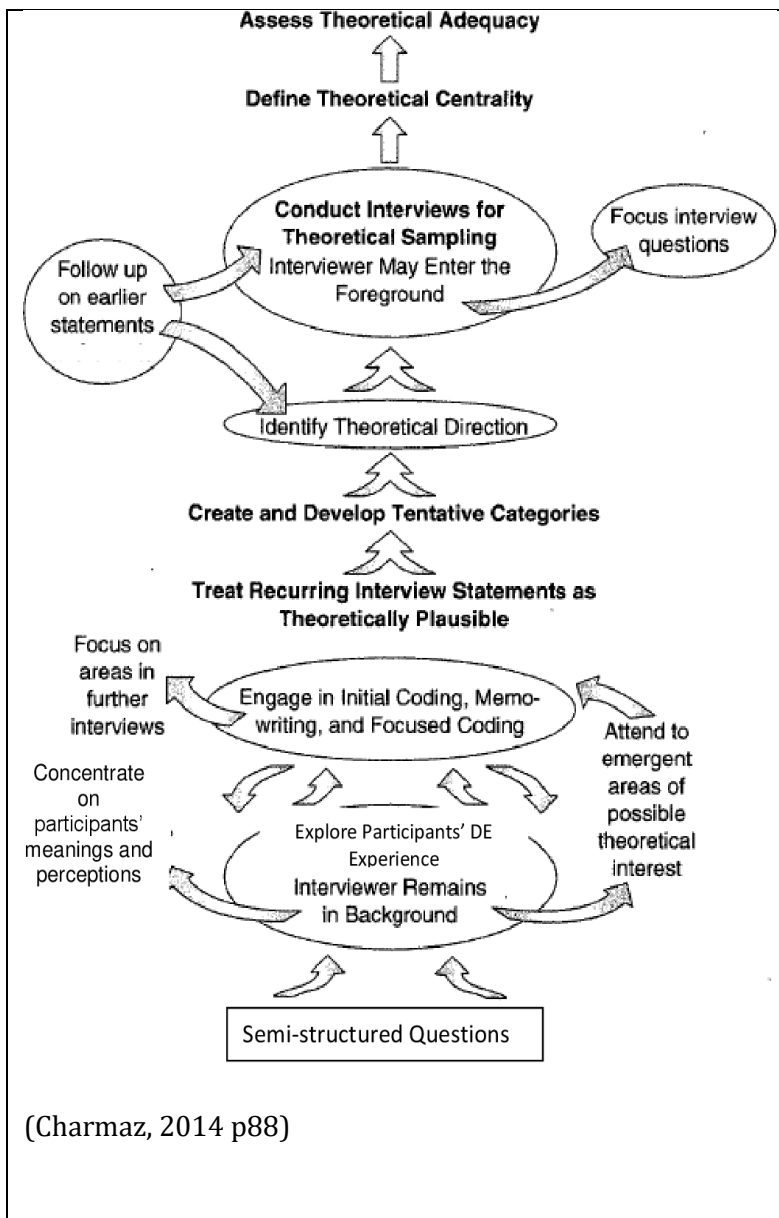 Assess Theoretical Adequacy
Define Theoretical Centrality
Conduct Interviews for
Theoretical Sampling
Interviewer May Enter the
Foreground
Focus interview
questions
Follow up
on earlier
statements
Identify Theoretical Direction
Create and Develop Tentative Categories
Treat Recurring Interview Statements as
Theoretically Plausible
Focus on
areas in
further
interviews
Engage in Initial Coding, Memo-
writing, and Focused Coding
Attend to
emergent
areas of
possible
theoretical
interest
Concentrate
on
participants'
meanings and
perceptions
Explore Participants' DE
Experience
Interviewer Remains
in Background
Semi-structured Questions
(Charmaz, 2014 p88)